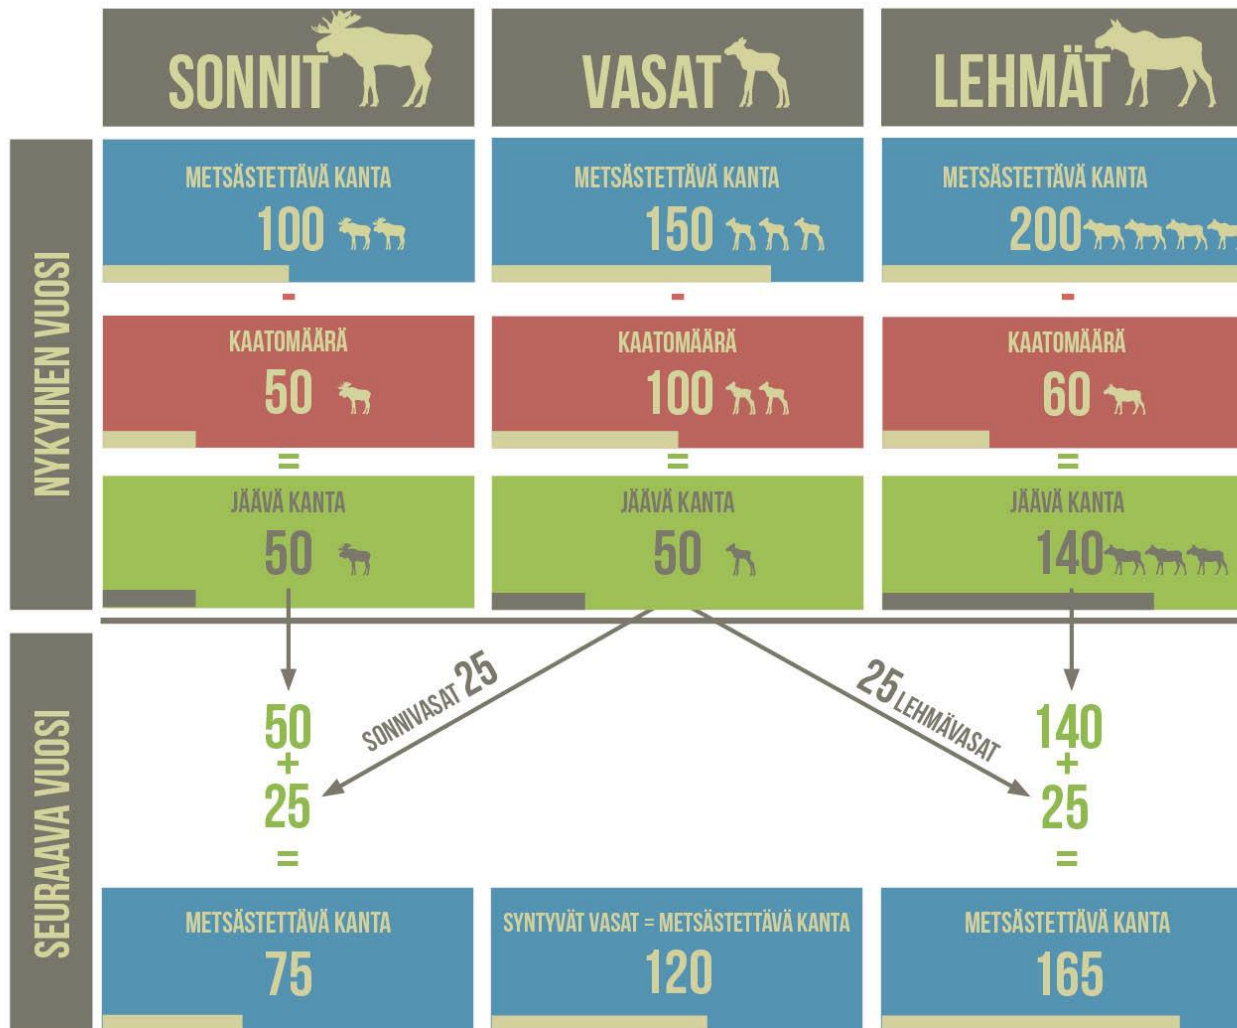 SONNIT
VASAT
LEHMÄT
NYKYINEN VUOSI
METSÄSTETTÄVÄ KANTA
100
METSÄSTETTÄVÄ KANTA
150
METSÄSTETTÄVÄ KANTA
200
-
-
-
KAATOMÄÄRÄ
50
KAATOMÄÄRÄ
100
KAATOMÄÄRÄ
60
=
=
=
JÄÄVÄ KANTA
50
JÄÄVÄ KANTA
50
JÄÄVÄ KANTA
140
SEURAAVA VUOSI
SONNIVASAT 25
25 LEHMÄVASAT
50
+
25
=
140
+
25
=
METSÄSTETTÄVÄ KANTA
75
SYNTYVÄT VASAT = METSÄSTETTÄVÄ KANTA
120
METSÄSTETTÄVÄ KANTA
165